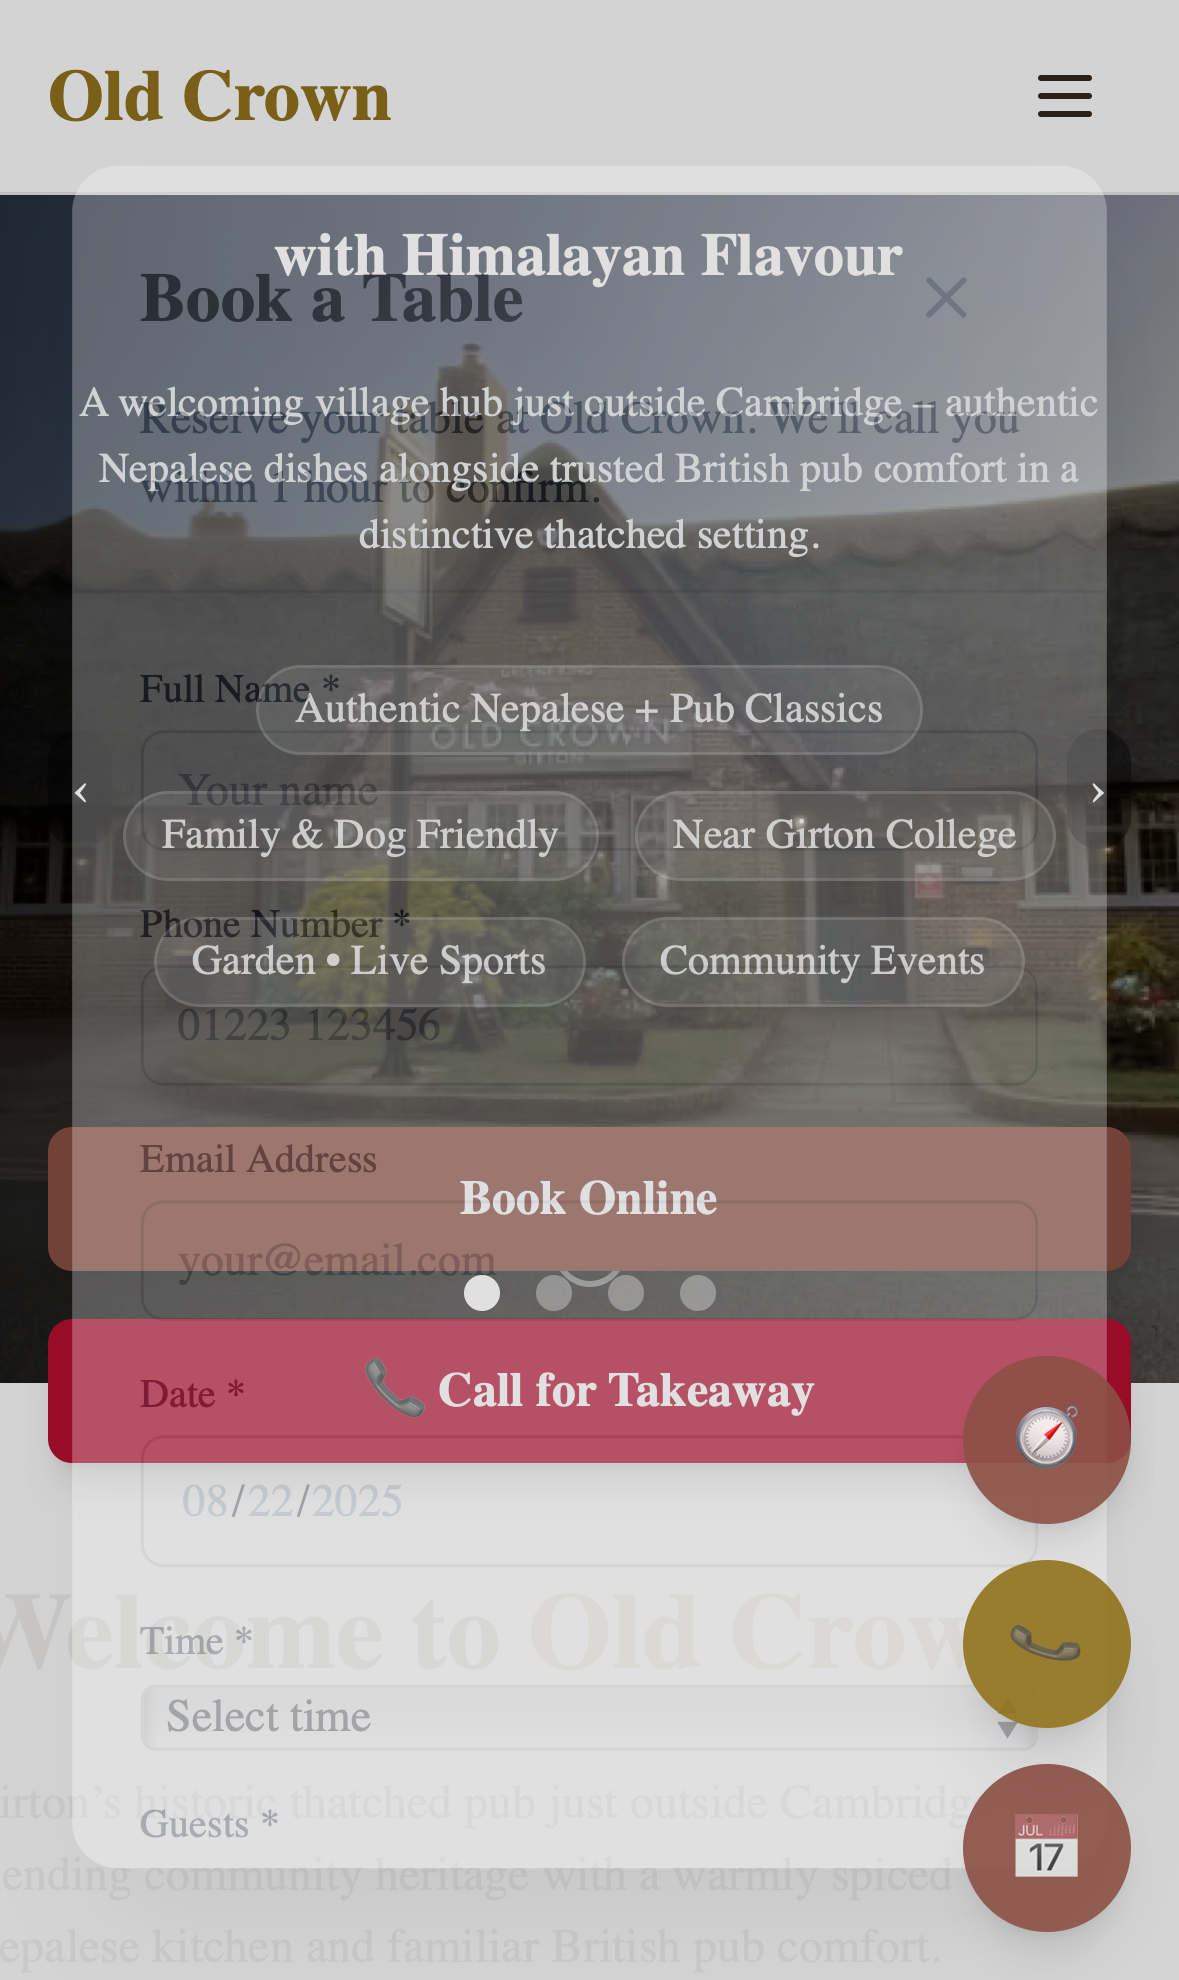 Old Crown
with Himalayan Flavour
Book a Table
A welcoming village hub just outside Cambridge – authentic
Nepalese dishes alongside trusted British pub comfort in a
distinctive thatched setting.
Reserve your table at Old Crown. We'll call you
within 1 hour to confirm.
Full Name *
Authentic Nepalese + Pub Classics
OLD CROWN
GIRTON
Your name
‹
›
Family & Dog Friendly
Near Girton College
Phone Number *
Garden • Live Sports
Community Events
01223 123456
Email Address
Book Online
your@email.com
Date *
Call for Takeaway
08/22/2025
Welcome to Old Crow
Time *
Select time
irton's historic thatched pub just outside Cambridg
Guests *
ending community heritage with a warmly spiced
epalese kitchen and familiar British pub comfort.
JUL
17